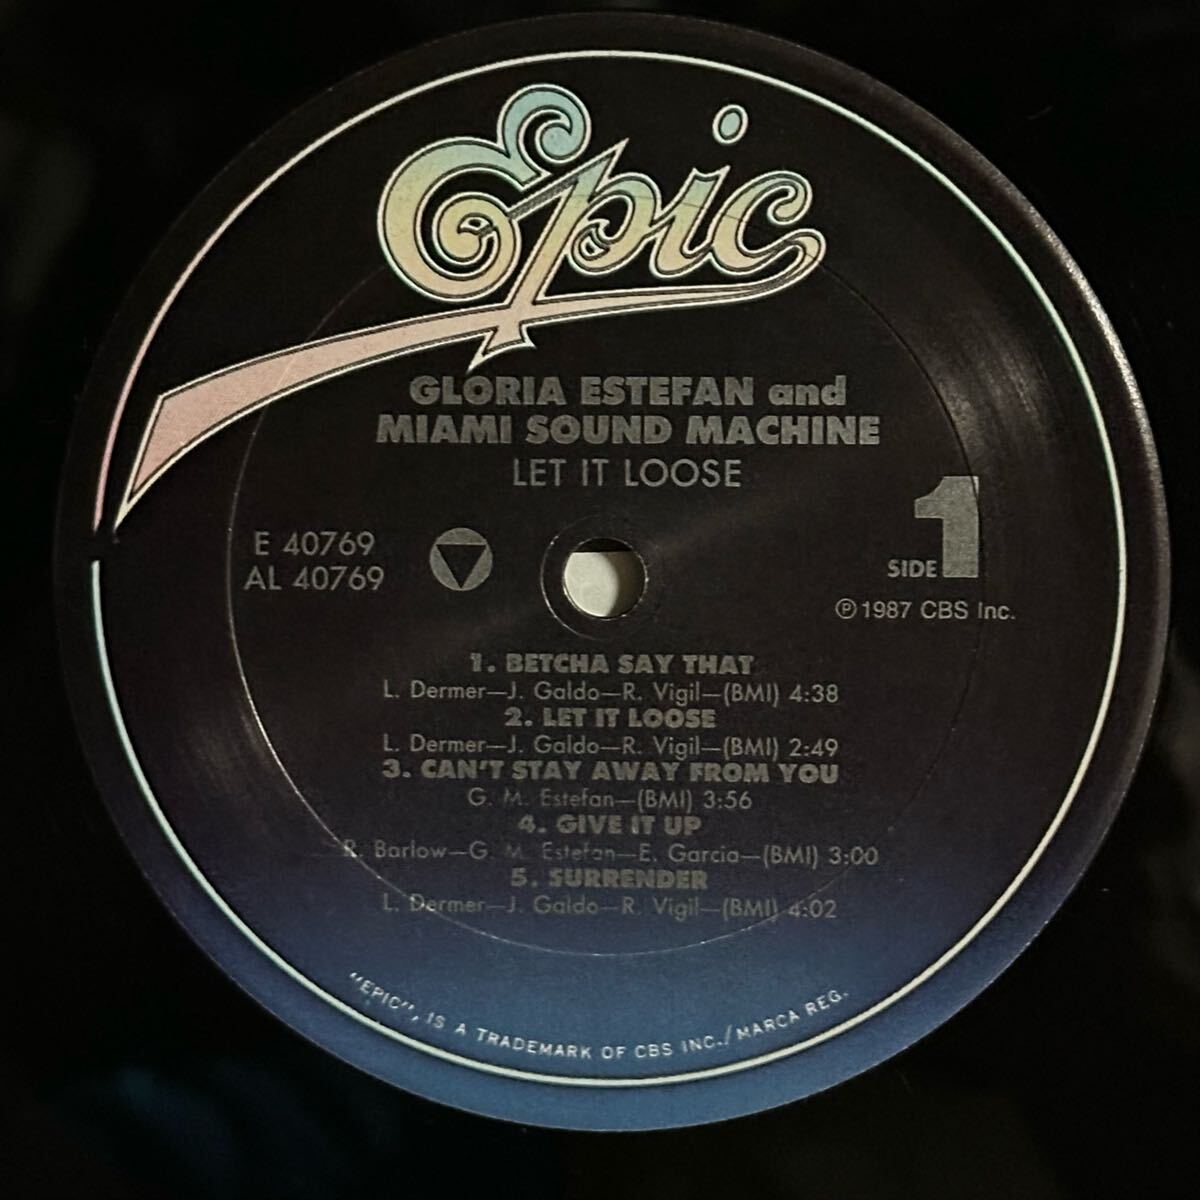 Epic
GLORIA ESTEFAN and
MIAMI SOUND MACHINE
LET IT LOOSE
E 40769
AL 40769
SIDE 1
℗ 1987 CBS Inc.
1. BETCHA SAY THAT
L. Dermer—J. Galdo—R. Vigil—(BMI) 4:38
2. LET IT LOOSE
L. Dermer—J. Galdo—R. Vigil—(BMI) 2:49
3. CAN'T STAY AWAY FROM YOU
G. M. Estefan—(BMI) 3:56
4. GIVE IT UP
R. Barlow—G. M. Estefan—E. Garcia—(BMI) 3:00
5. SURRENDER
L. Dermer—J. Galdo—R. Vigil—(BMI) 4:02
"EPIC", IS A TRADEMARK OF CBS INC./MARCA REG.